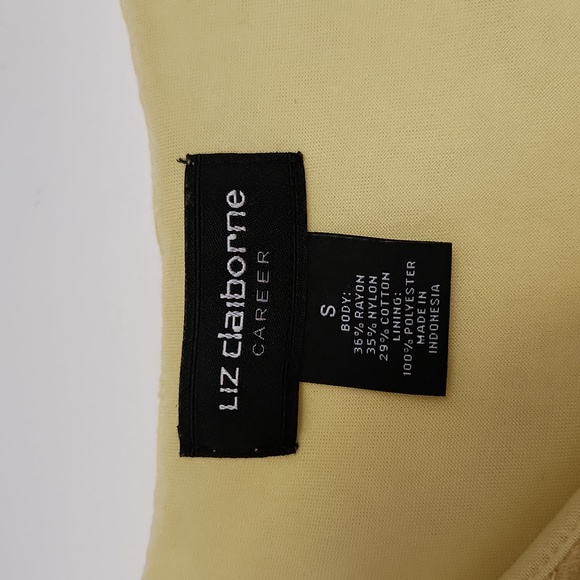 LIZ claiborne
CAREER
S
BODY:
36% RAYON
35% NYLON
29% COTTON
LINING:
100% POLYESTER
MADE IN
INDONESIA